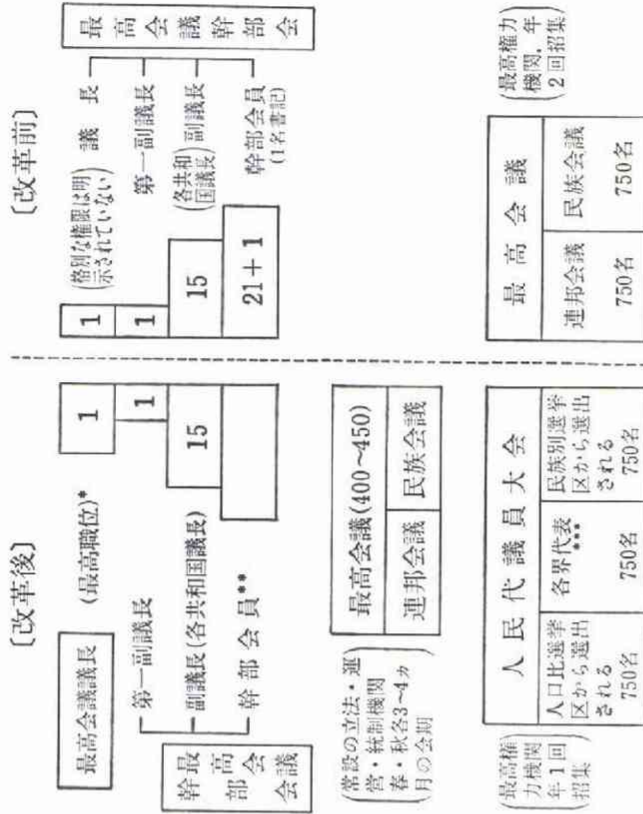 〔改革後〕
最高会議議長
(最高職位)*
1
幹部会
最高会議
第一副議長
1
副議長(各共和国議長)
15
幹部会員**
(常設の立法・運
営・統制機関
春・秋各3~4ヵ
月の会期)
最高会議(400~450)
連邦会議
民族会議
(最高権
力機関
年1回
招集)
人民代議員大会
人口比選挙
区から選出
される
750名
各界代表
***
750名
民族別選挙
区から選出
される
750名
〔改革前〕
1
(格別な権限は明
示されていない)
議長
1
第一副議長
15
(各共和
国議長)
副議長
21+1
幹部会員
(1名書記)
最高会議幹部会
最高会議
連邦会議
750名
民族会議
750名
(最高権力
機関,年
2回招集)